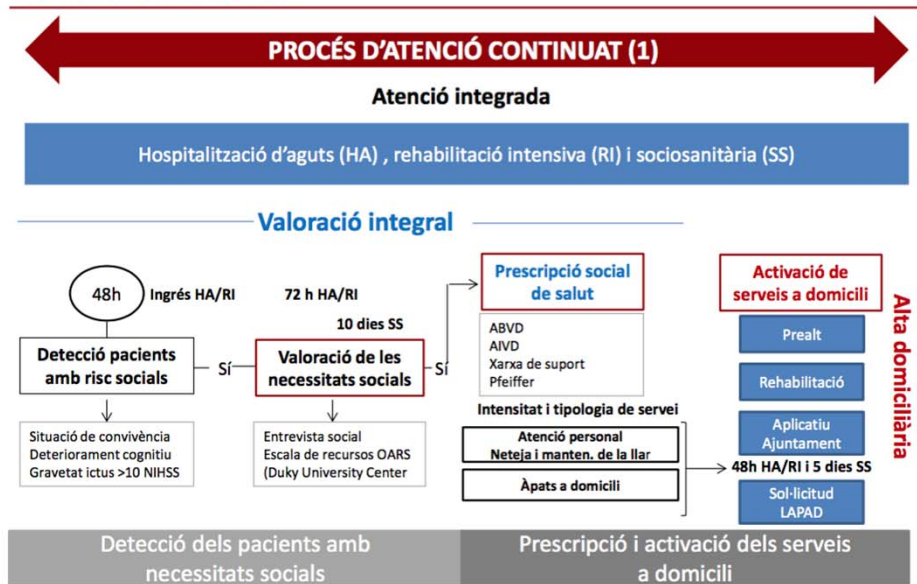 PROCÉS D'ATENCIÓ CONTINUAT (1)
Atenció integrada
Hospitalització d'aguts (HA) , rehabilitació intensiva (RI) i sociosanitària (SS)
Valoració integral
48h
Ingrés HA/RI
72 h HA/RI
10 dies SS
Detecció pacients
amb risc socials
Sí
Valoració de les
necessitats socials
Sí
Situació de convivència
Deteriorament cognitiu
Gravetat ictus >10 NIHSS
Entrevista social
Escala de recursos OARS
(Duky University Center
Prescripció social
de salut
ABVD
AIVD
Xarxa de suport
Pfeiffer
Intensitat i tipologia de servei
Atenció personal
Neteja i manten. de la llar
Àpats a domicili
Activació de
serveis a domicili
Prealt
Rehabilitació
Aplicatiu
Ajuntament
48h HA/RI i 5 dies SS
Sol·licitud
LAPAD
Alta domiciliària
Detecció dels pacients amb
necessitats socials
Prescripció i activació dels serveis
a domicili